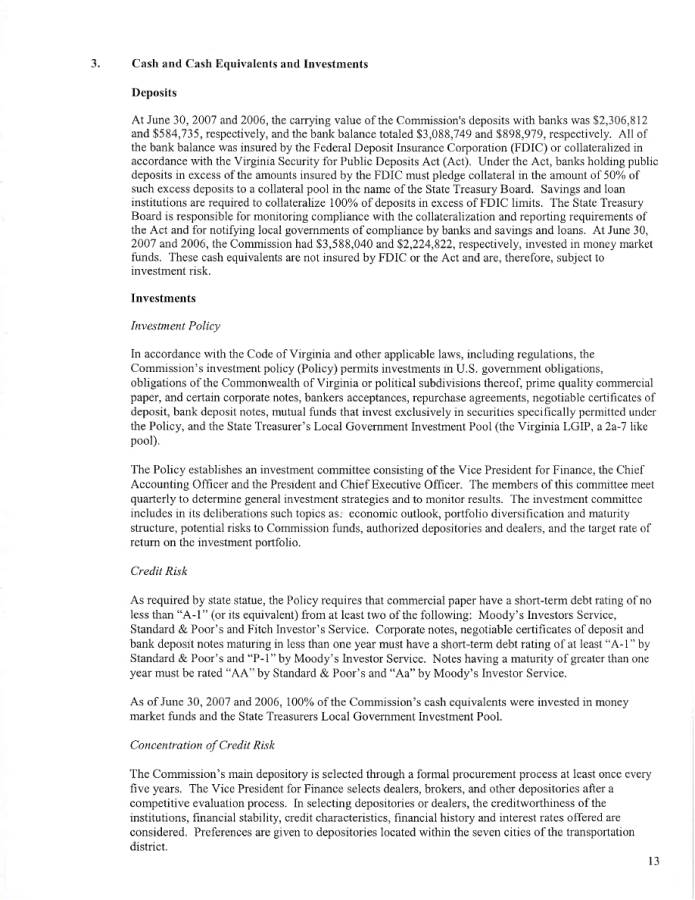 3. Cash and Cash Equivalents and Investments
Deposits
At June 30, 2007 and 2006, the carrying value of the Commission's deposits with banks was $2,306,812
and $584,735, respectively, and the bank balance totaled $3,088,749 and $898,979, respectively. All of
the bank balance was insured by the Federal Deposit Insurance Corporation (FDIC) or collateralized in
accordance with the Virginia Security for Public Deposits Act (Act). Under the Act, banks holding public
deposits in excess of the amounts insured by the FDIC must pledge collateral in the amount of 50% of
such excess deposits to a collateral pool in the name of the State Treasury Board. Savings and loan
institutions are required to collateralize 100% of deposits in excess of FDIC limits. The State Treasury
Board is responsible for monitoring compliance with the collateralization and reporting requirements of
the Act and for notifying local governments of compliance by banks and savings and loans. At June 30,
2007 and 2006, the Commission had $3,588,040 and $2,224,822, respectively, invested in money market
funds. These cash equivalents are not insured by FDIC or the Act and are, therefore, subject to
investment risk.
Investments
Investment Policy
In accordance with the Code of Virginia and other applicable laws, including regulations, the
Commission's investment policy (Policy) permits investments in U.S. government obligations,
obligations of the Commonwealth of Virginia or political subdivisions thereof, prime quality commercial
paper, and certain corporate notes, bankers acceptances, repurchase agreements, negotiable certificates of
deposit, bank deposit notes, mutual funds that invest exclusively in securities specifically permitted under
the Policy, and the State Treasurer's Local Government Investment Pool (the Virginia LGIP, a 2a-7 like
pool).
The Policy establishes an investment committee consisting of the Vice President for Finance, the Chief
Accounting Officer and the President and Chief Executive Officer. The members of this committee meet
quarterly to determine general investment strategies and to monitor results. The investment committee
includes in its deliberations such topics as: economic outlook, portfolio diversification and maturity
structure, potential risks to Commission funds, authorized depositories and dealers, and the target rate of
return on the investment portfolio.
Credit Risk
As required by state statue, the Policy requires that commercial paper have a short-term debt rating of no
less than "A-1" (or its equivalent) from at least two of the following: Moody's Investors Service,
Standard & Poor's and Fitch Investor's Service. Corporate notes, negotiable certificates of deposit and
bank deposit notes maturing in less than one year must have a short-term debt rating of at least "A-1" by
Standard & Poor's and "P-1" by Moody's Investor Service. Notes having a maturity of greater than one
year must be rated "AA" by Standard & Poor's and "Aa" by Moody's Investor Service.
As of June 30, 2007 and 2006, 100% of the Commission's cash equivalents were invested in money
market funds and the State Treasurers Local Government Investment Pool.
Concentration of Credit Risk
The Commission's main depository is selected through a formal procurement process at least once every
five years. The Vice President for Finance selects dealers, brokers, and other depositories after a
competitive evaluation process. In selecting depositories or dealers, the creditworthiness of the
institutions, financial stability, credit characteristics, financial history and interest rates offered are
considered. Preferences are given to depositories located within the seven cities of the transportation
district.
13